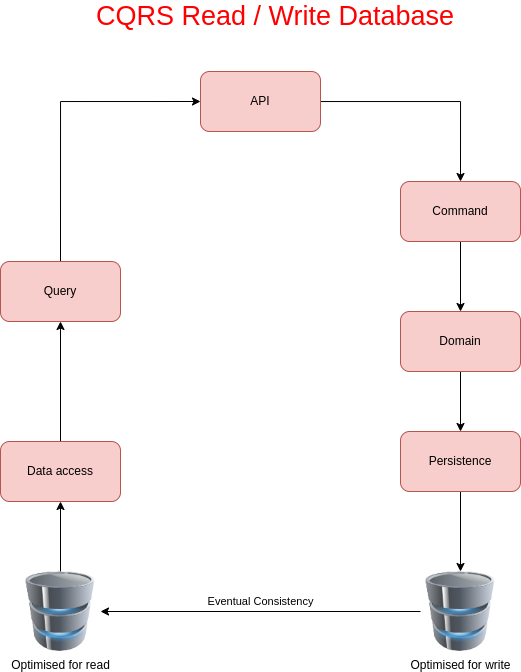 CQRS Read / Write Database
API
Command
Query
Domain
Persistence
Data access
Eventual Consistency
Optimised for read
Optimised for write